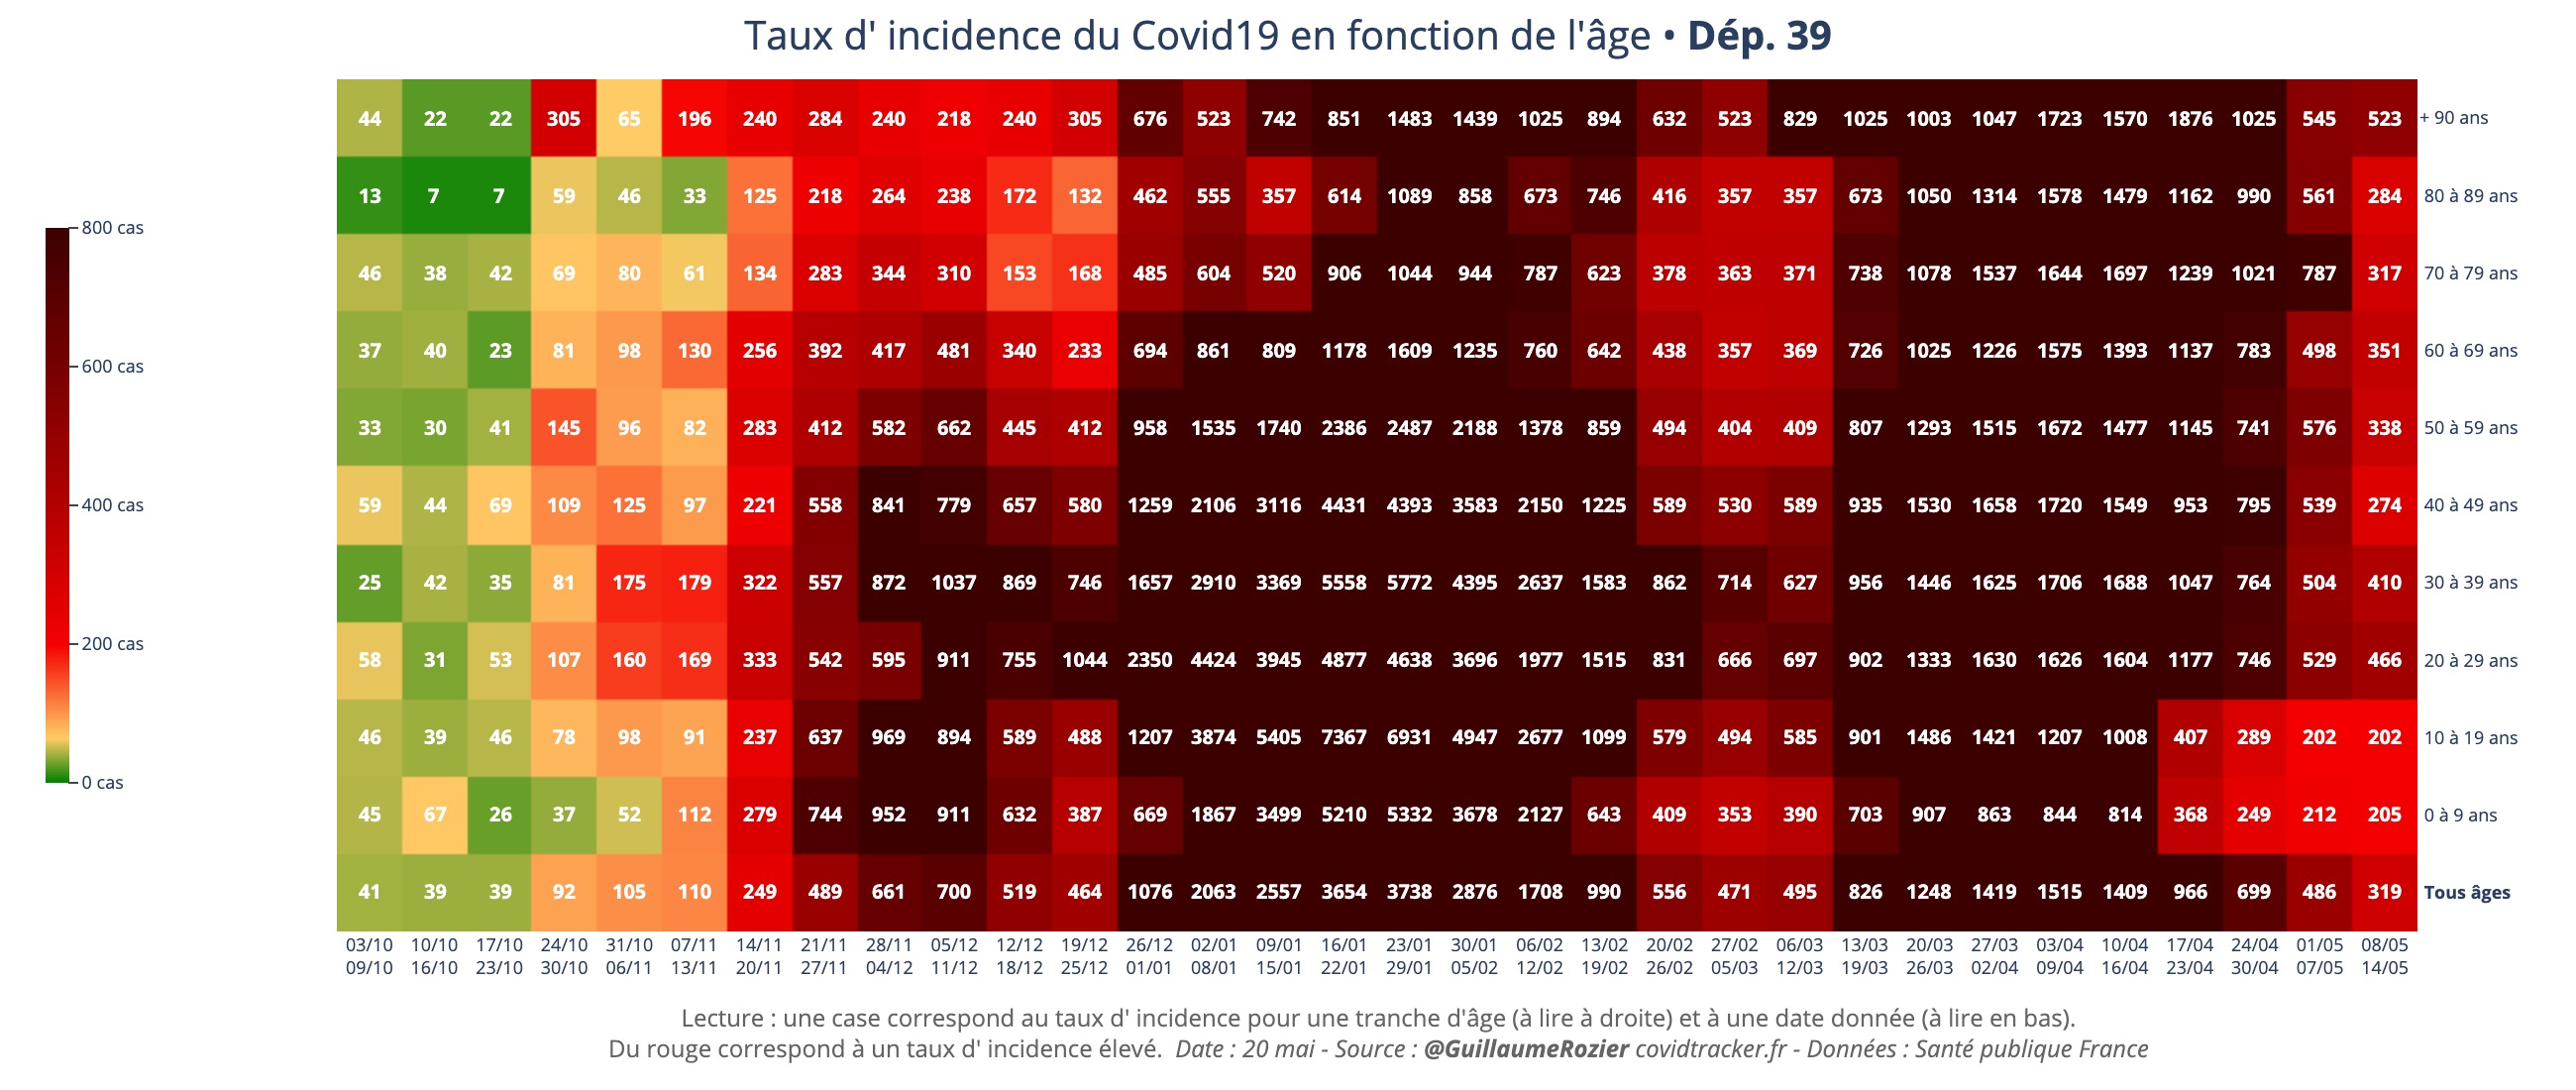 Taux d' incidence du Covid19 en fonction de l'âge • Dép. 39
44 22 22 305 65 196 240 284 240 218 240 305 676 523 742 851 1483 1439 1025 894 632 523 829 1025 1003 1047 1723 1570 1876 1025 545 523 + 90 ans
13 7 7 59 46 33 125 218 264 238 172 132 462 555 357 614 1089 858 673 746 416 357 357 673 1050 1314 1578 1479 1162 990 561 284 80 à 89 ans
800 cas
46 38 42 69 80 61 134 283 344 310 153 168 485 604 520 906 1044 944 787 623 378 363 371 738 1078 1537 1644 1697 1239 1021 787 317 70 à 79 ans
37 40 23 81 98 130 256 392 417 481 340 233 694 861 809 1178 1609 1235 760 642 438 357 369 726 1025 1226 1575 1393 1137 783 498 351 60 à 69 ans
600 cas
33 30 41 145 96 82 283 412 582 662 445 412 958 1535 1740 2386 2487 2188 1378 859 494 404 409 807 1293 1515 1672 1477 1145 741 576 338 50 à 59 ans
400 cas
59 44 69 109 125 97 221 558 841 779 657 580 1259 2106 3116 4431 4393 3583 2150 1225 589 530 589 935 1530 1658 1720 1549 953 795 539 274 40 à 49 ans
25 42 35 81 175 179 322 557 872 1037 869 746 1657 2910 3369 5558 5772 4395 2637 1583 862 714 627 956 1446 1625 1706 1688 1047 764 504 410 30 à 39 ans
200 cas
58 31 53 107 160 169 333 542 595 911 755 1044 2350 4424 3945 4877 4638 3696 1977 1515 831 666 697 902 1333 1630 1626 1604 1177 746 529 466 20 à 29 ans
46 39 46 78 98 91 237 637 969 894 589 488 1207 3874 5405 7367 6931 4947 2677 1099 579 494 585 901 1486 1421 1207 1008 407 289 202 202 10 à 19 ans
0 cas
45 67 26 37 52 112 279 744 952 911 632 387 669 1867 3499 5210 5332 3678 2127 643 409 353 390 703 907 863 844 814 368 249 212 205 0 à 9 ans
41 39 39 92 105 110 249 489 661 700 519 464 1076 2063 2557 3654 3738 2876 1708 990 556 471 495 826 1248 1419 1515 1409 966 699 486 319 Tous âges
03/10 10/10 17/10 24/10 31/10 07/11 14/11 21/11 28/11 05/12 12/12 19/12 26/12 02/01 09/01 16/01 23/01 30/01 06/02 13/02 20/02 27/02 06/03 13/03 20/03 27/03 03/04 10/04 17/04 24/04 01/05 08/05
09/10 16/10 23/10 30/10 06/11 13/11 20/11 27/11 04/12 11/12 18/12 25/12 01/01 08/01 15/01 22/01 29/01 05/02 12/02 19/02 26/02 05/03 12/03 19/03 26/03 02/04 09/04 16/04 23/04 30/04 07/05 14/05
Lecture : une case correspond au taux d' incidence pour une tranche d'âge (à lire à droite) et à une date donnée (à lire en bas).
Du rouge correspond à un taux d' incidence élevé. Date : 20 mai - Source : @GuillaumeRozier covidtracker.fr - Données : Santé publique France